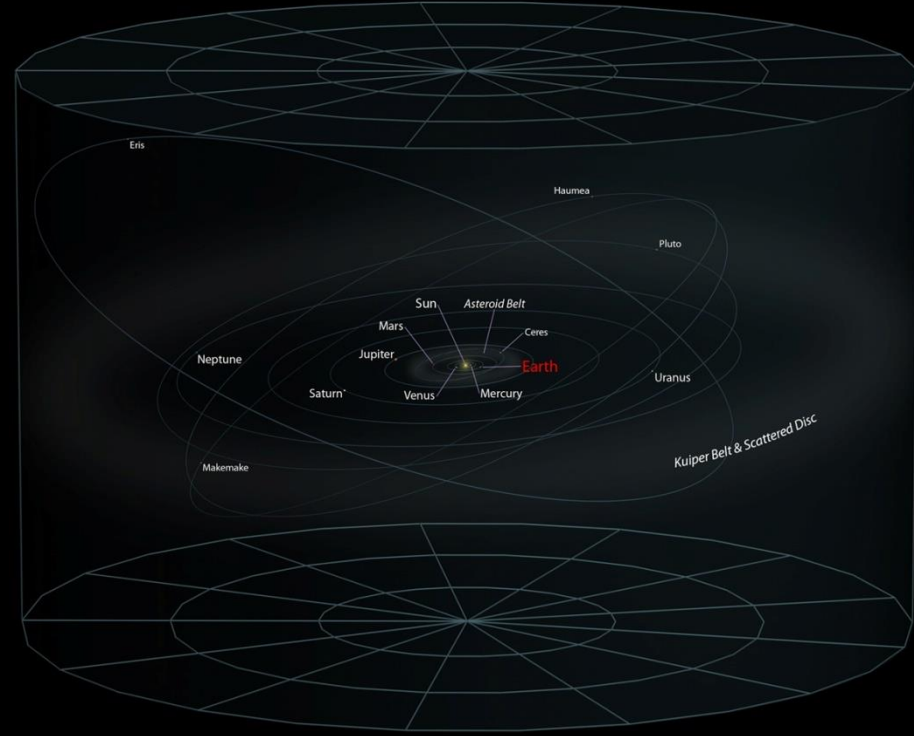 Eris
Haumea
Pluto
Sun
Asteroid Belt
Mars
Ceres
Jupiter
Neptune
Earth
Uranus
Saturn
Venus
Mercury
Kuiper Belt & Scattered Disc
Makemake